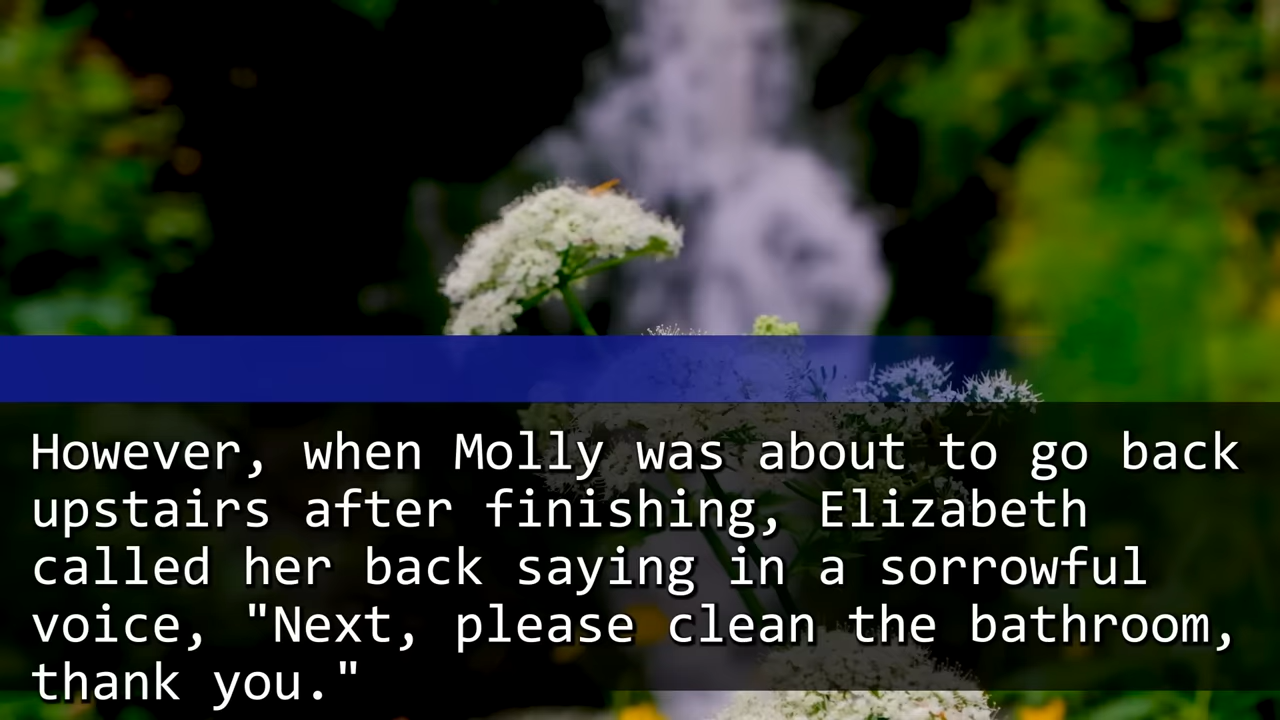 However, when Molly was about to go back
upstairs after finishing, Elizabeth
called her back saying in a sorrowful
voice, "Next, please clean the bathroom,
thank you."